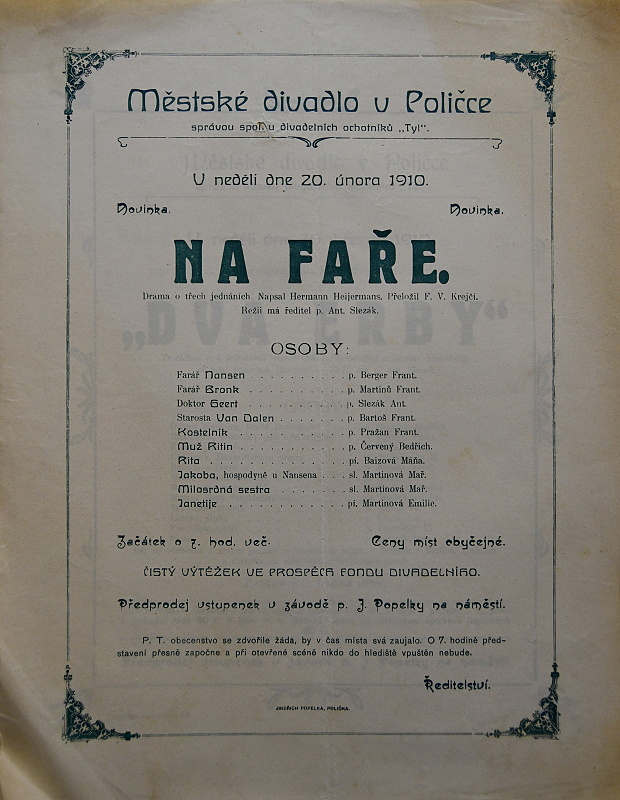 Městské divadlo v Poličce
správou spolku divadelních ochotníků „Tyl“.
V neděli dne 20. února 1910.
Novinka. Novinka.
NA FAŘE.
Drama o třech jednáních. Napsal Hermann Heijermans. Přeložil F. V. Krejčí.
Režii má ředitel p. Ant. Slezák.
OSOBY:
Farář Nansen . . . . . . . . . p. Berger Frant.
Farář Bronk . . . . . . . . . . p. Martinů Frant.
Doktor Geert . . . . . . . . . p. Slezák Ant.
Starosta Van Dalen . . . . . . p. Bartoš Frant.
Kostelník . . . . . . . . . . . p. Pražan Frant.
Muž Ritin . . . . . . . . . . p. Červený Bedřich.
Rita . . . . . . . . . . . . . pí. Baizová Máňa.
Jakoba, hospodyně u Nansena . . . sl. Martinová Mař.
Milosrdná sestra . . . . . . . sl. Martinová Mař.
Janetije . . . . . . . . . . . pí. Martinová Emilie.
Začátek o 7. hod. več. Ceny míst obyčejné.
ČISTÝ VÝTĚŽEK VE PROSPĚCH FONDU DIVADELNÍHO.
Předprodej vstupenek v závodě p. J. Popelky na náměstí.
P. T. obecenstvo se zdvořile žádá, by v čas místa svá zaujalo. O 7. hodině před-
stavení přesně započne a při otevřené scéně nikdo do hlediště vpuštěn nebude.
Ředitelství.
JINDŘICH POPELKA, POLIČKA.
„DVA ERBY“